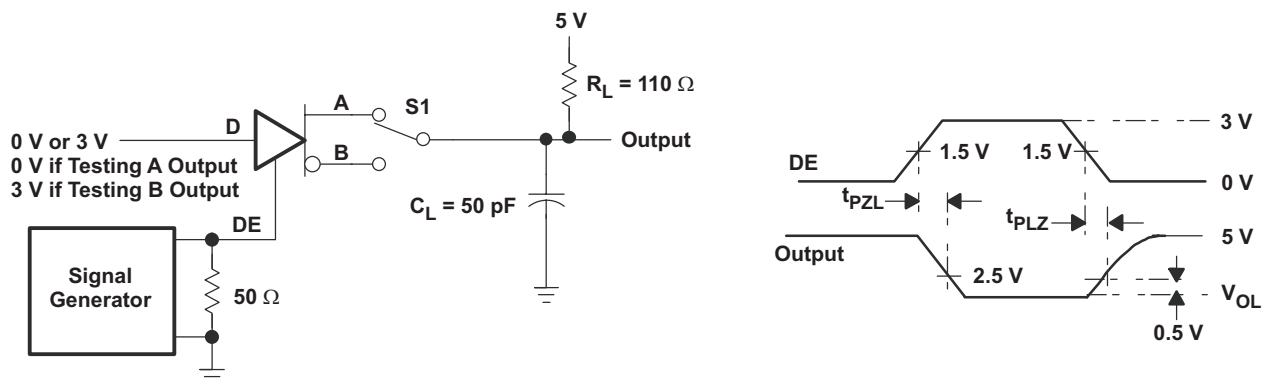 5 V
R_L = 110 Ω
A
S1
D
0 V or 3 V
Output
0 V if Testing A Output
B
3 V if Testing B Output
C_L = 50 pF
DE
Signal
Generator
50 Ω
3 V
1.5 V
1.5 V
DE
0 V
t_PZL
t_PLZ
5 V
Output
2.5 V
V_OL
0.5 V